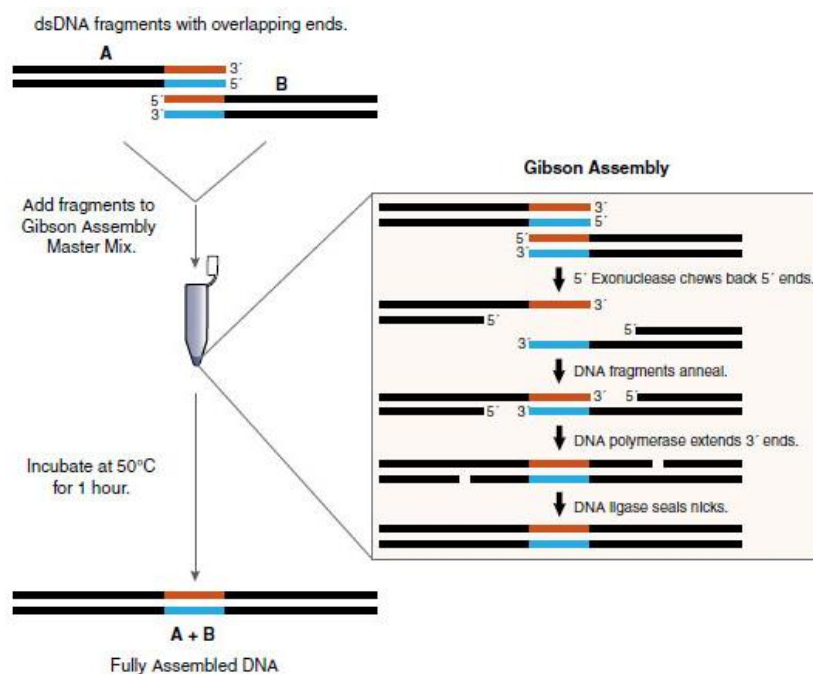 dsDNA fragments with overlapping ends.
A
3´
5´
B
5´
3´
Add fragments to
Gibson Assembly
Master Mix.
Incubate at 50°C
for 1 hour.
A + B
Fully Assembled DNA
Gibson Assembly
3´
5´
5´
3´
5´ Exonuclease chews back 5´ ends.
3´
5´
5´
3´
DNA fragments anneal.
3´ 5´
5´ 3´
DNA polymerase extends 3´ ends.
DNA ligase seals nicks.